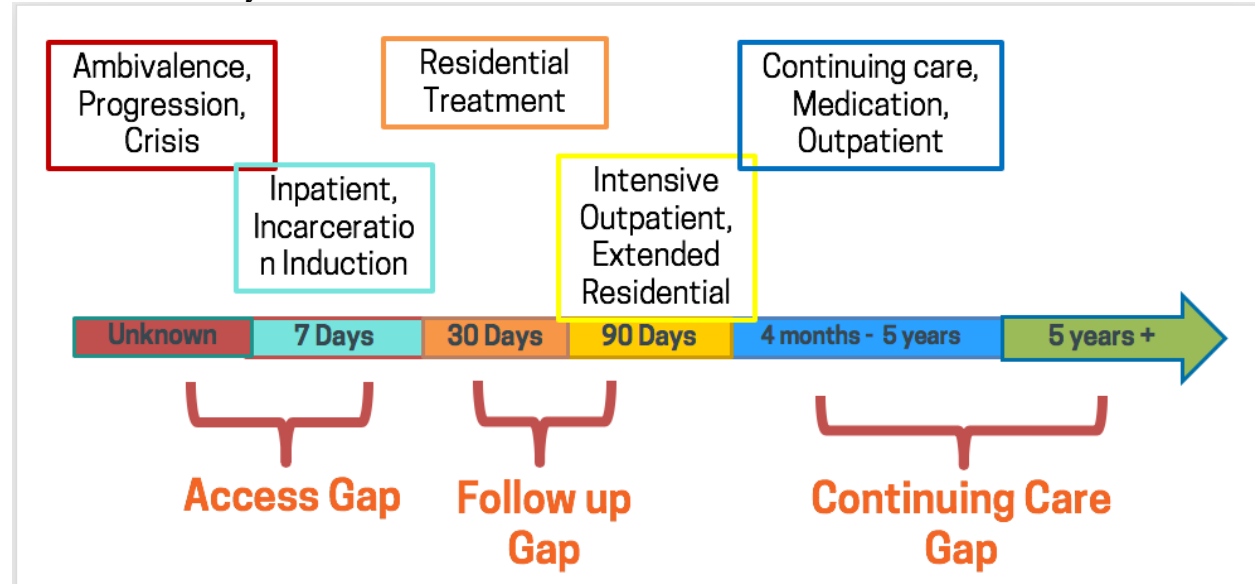 Ambivalence,
Progression,
Crisis
Residential
Treatment
Continuing care,
Medication,
Outpatient
Inpatient,
Incarceratio
n Induction
Intensive
Outpatient,
Extended
Residential
Unknown
7 Days
30 Days
90 Days
4 months - 5 years
5 years +
Access Gap
Follow up
Gap
Continuing Care
Gap